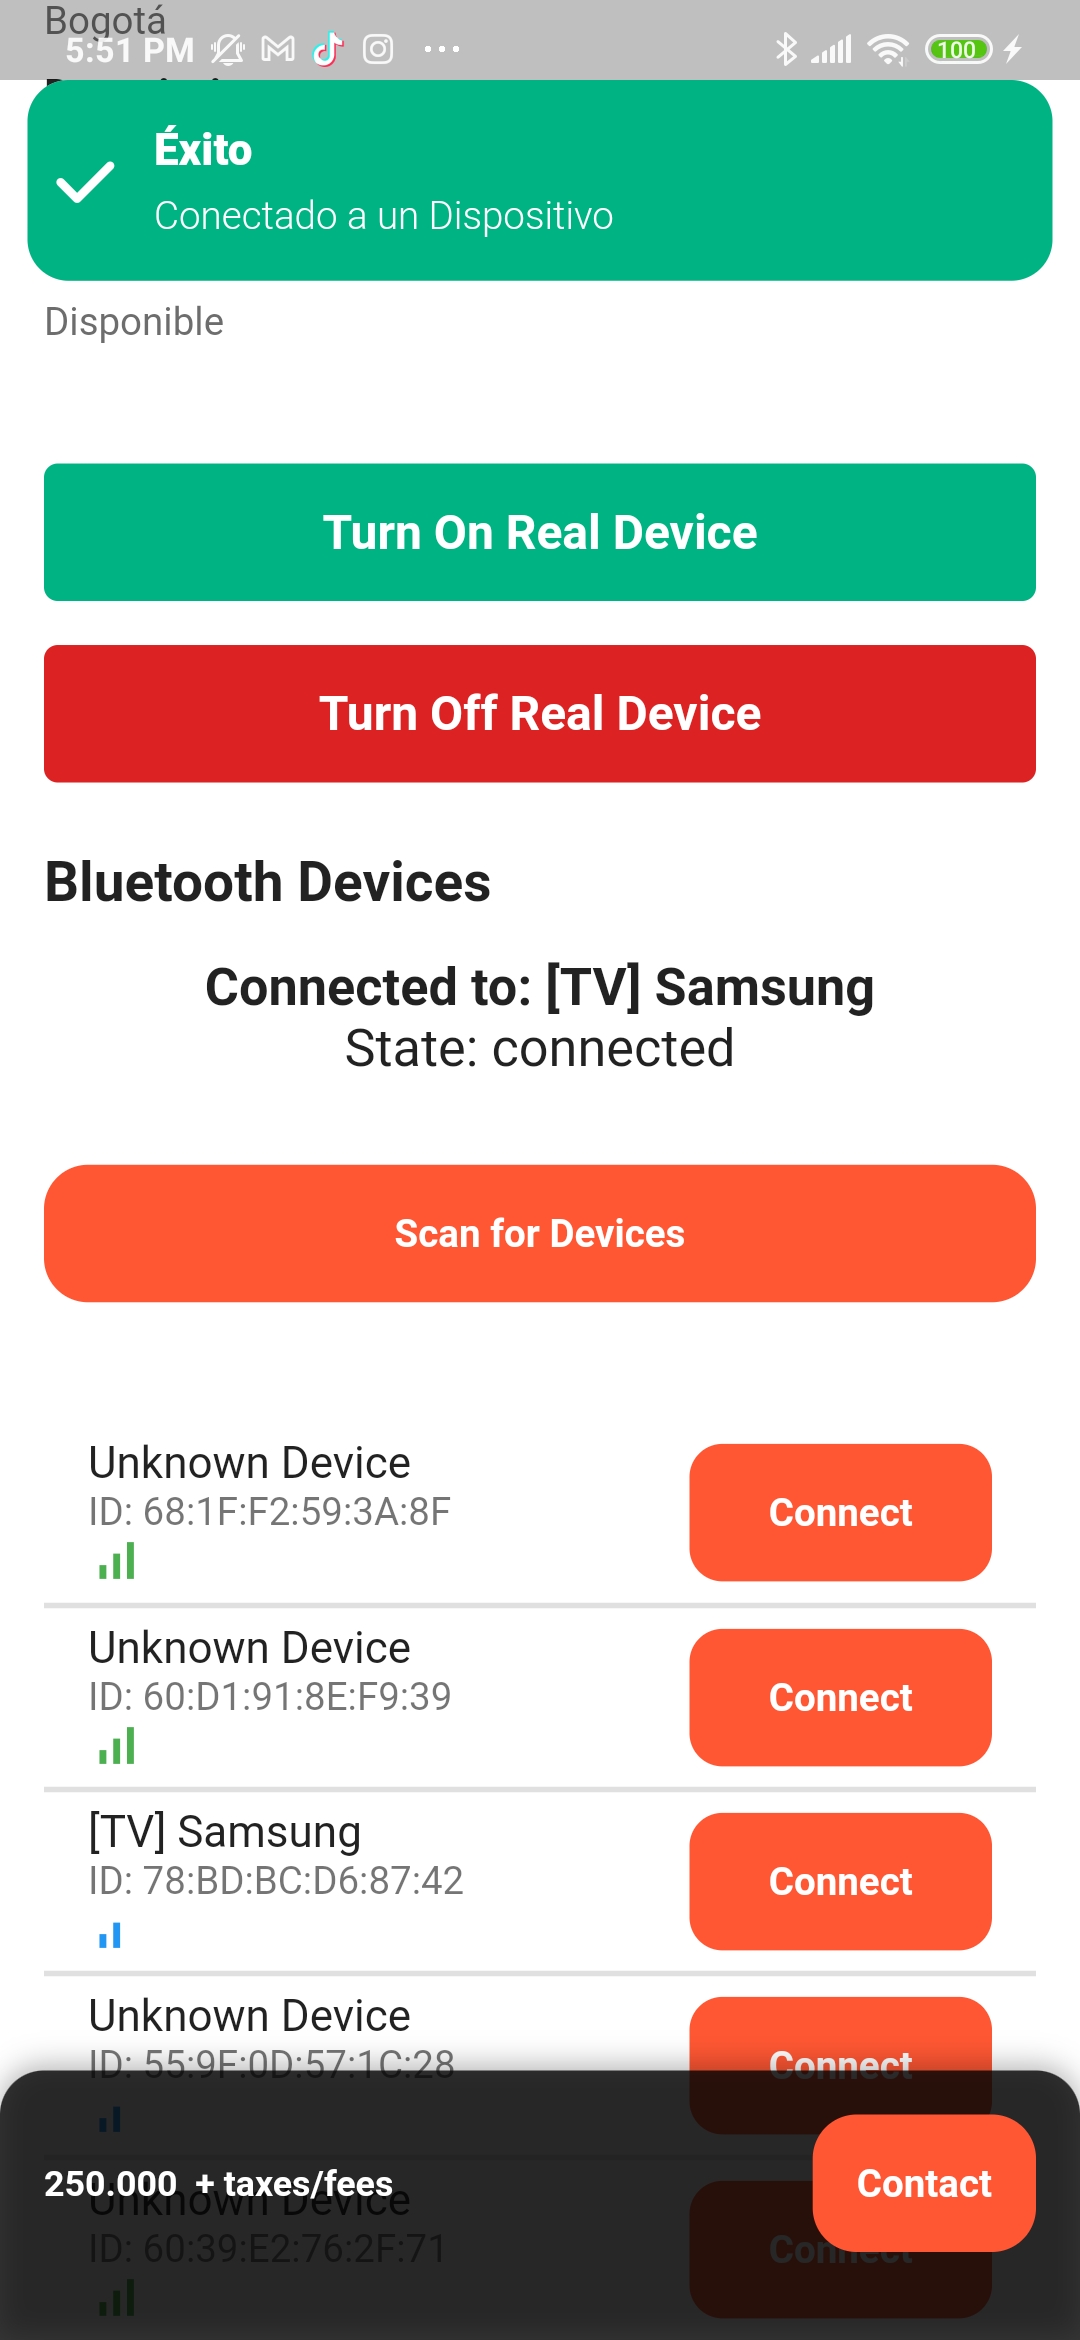 Bogotá
5:51 PM
100
Éxito
Conectado a un Dispositivo
Disponible
Turn On Real Device
Turn Off Real Device
Bluetooth Devices
Connected to: [TV] Samsung
State: connected
Scan for Devices
Unknown Device
ID: 68:1F:F2:59:3A:8F
Connect
Unknown Device
ID: 60:D1:91:8E:F9:39
Connect
[TV] Samsung
ID: 78:BD:BC:D6:87:42
Connect
Unknown Device
ID: 55:9F:0D:57:1C:28
Connect
250.000 + taxes/fees
Contact
Unknown Device
ID: 60:39:E2:76:2F:71
Connect